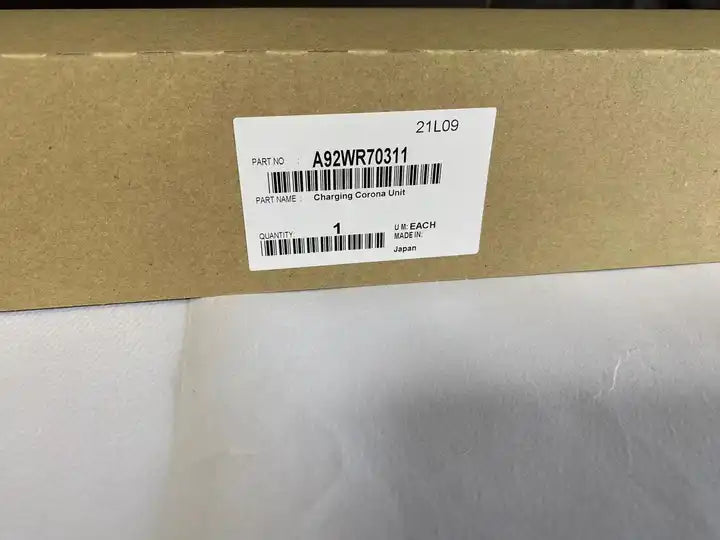 21L09
PART NO : A92WR70311
PART NAME : Charging Corona Unit
QUANTITY: 1 U M: EACH
MADE IN:
Japan